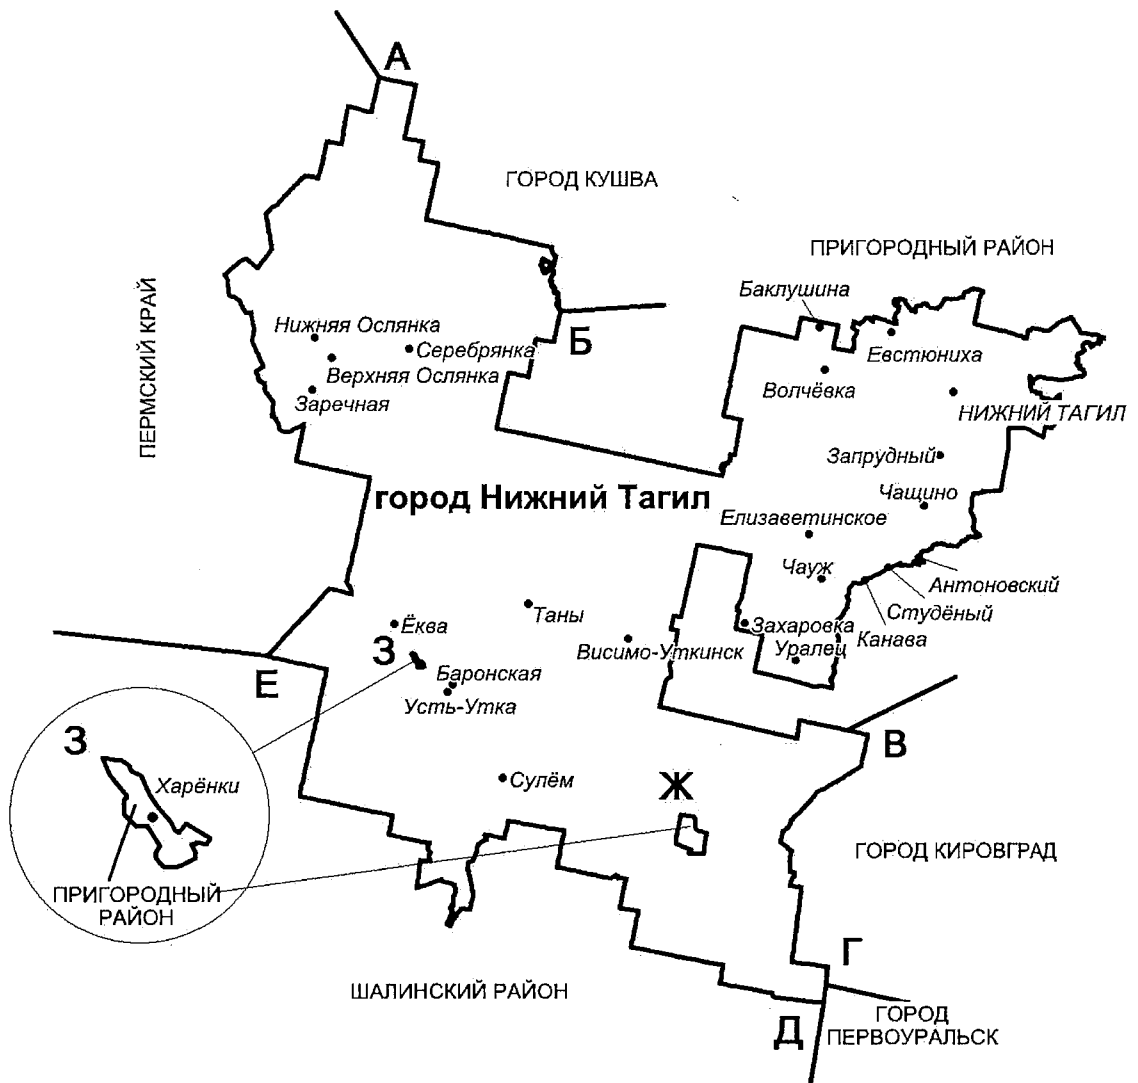 А
ГОРОД КУШВА
ПРИГОРОДНЫЙ РАЙОН
Баклушина
ПЕРМСКИЙ КРАЙ
Нижняя Ослянка
Серебрянка
Б
Евстюниха
Верхняя Ослянка
Волчёвка
Заречная
НИЖНИЙ ТАГИЛ
Запрудный
город Нижний Тагил
Чащино
Елизаветинское
Чауж
Антоновский
Студёный
Таны
Ёква
Захаровка
Канава
З
Висимо-Уткинск
Уралец
Е
Баронская
Усть-Утка
З
В
Харёнки
Сулём
Ж
ГОРОД КИРОВГРАД
ПРИГОРОДНЫЙ
РАЙОН
Г
ШАЛИНСКИЙ РАЙОН
Д
ГОРОД
ПЕРВОУРАЛЬСК